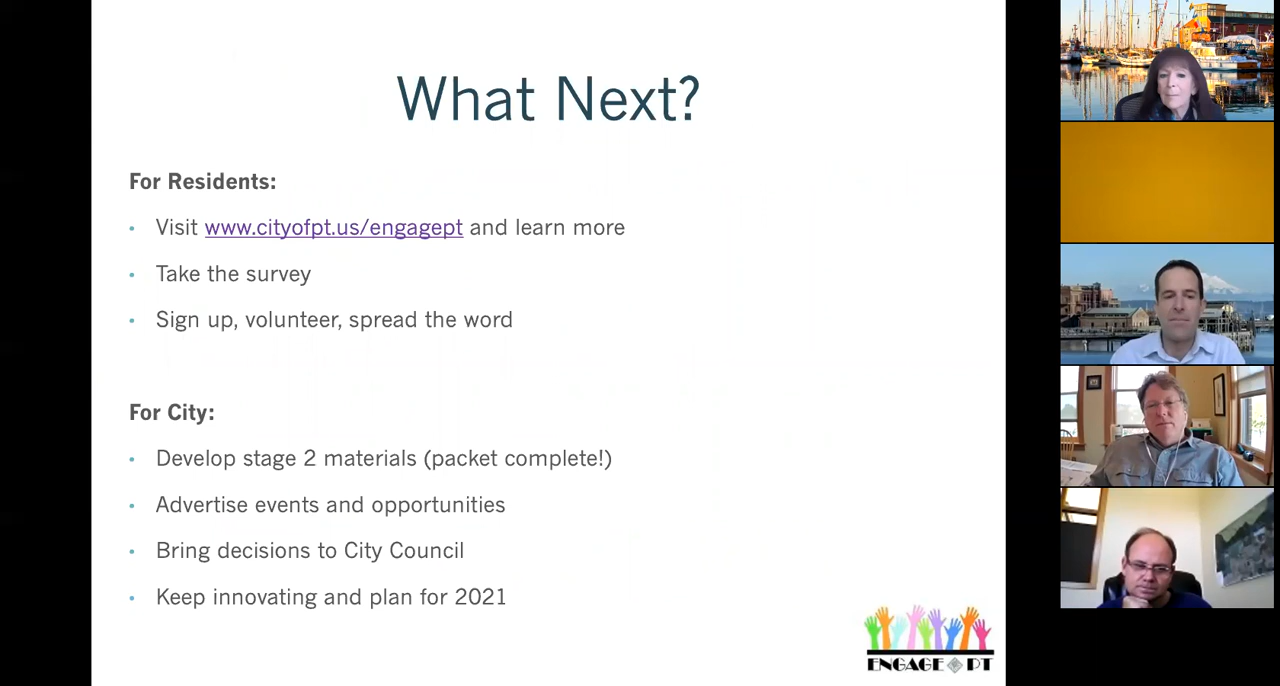 What Next?
For Residents:
• Visit www.cityofpt.us/engagept and learn more
• Take the survey
• Sign up, volunteer, spread the word
For City:
• Develop stage 2 materials (packet complete!)
• Advertise events and opportunities
• Bring decisions to City Council
• Keep innovating and plan for 2021
ENGAGE PT